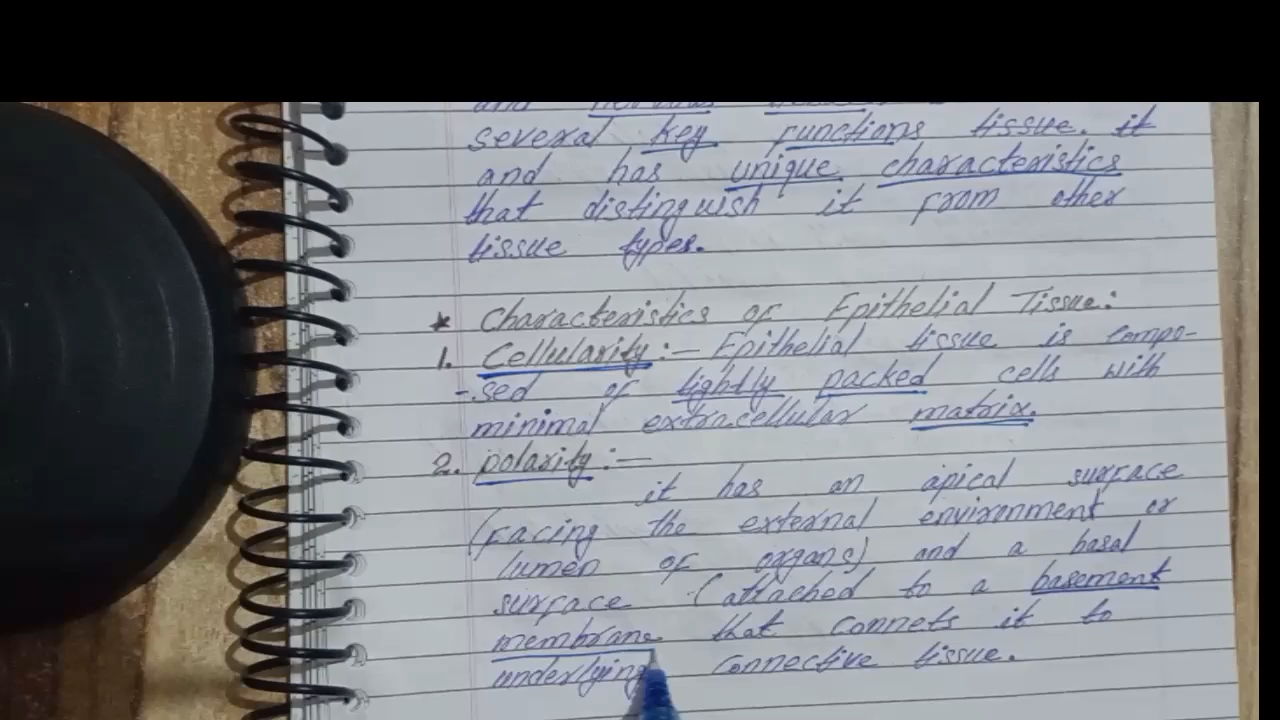 several key functions tissue. it
and has unique characteristics
that distinguish it from other
tissue types.
* Characteristics of Epithelial Tissue:
1. Cellularity :- Epithelial tissue is compo-
-sed of tightly packed cells with
minimal extracellular matrix.
2. polarity :-
it has an apical surface
(facing the external environment or
lumen of organs) and a basal
surface (attached to a basement
membrane that connets it to
underlying connective tissue.